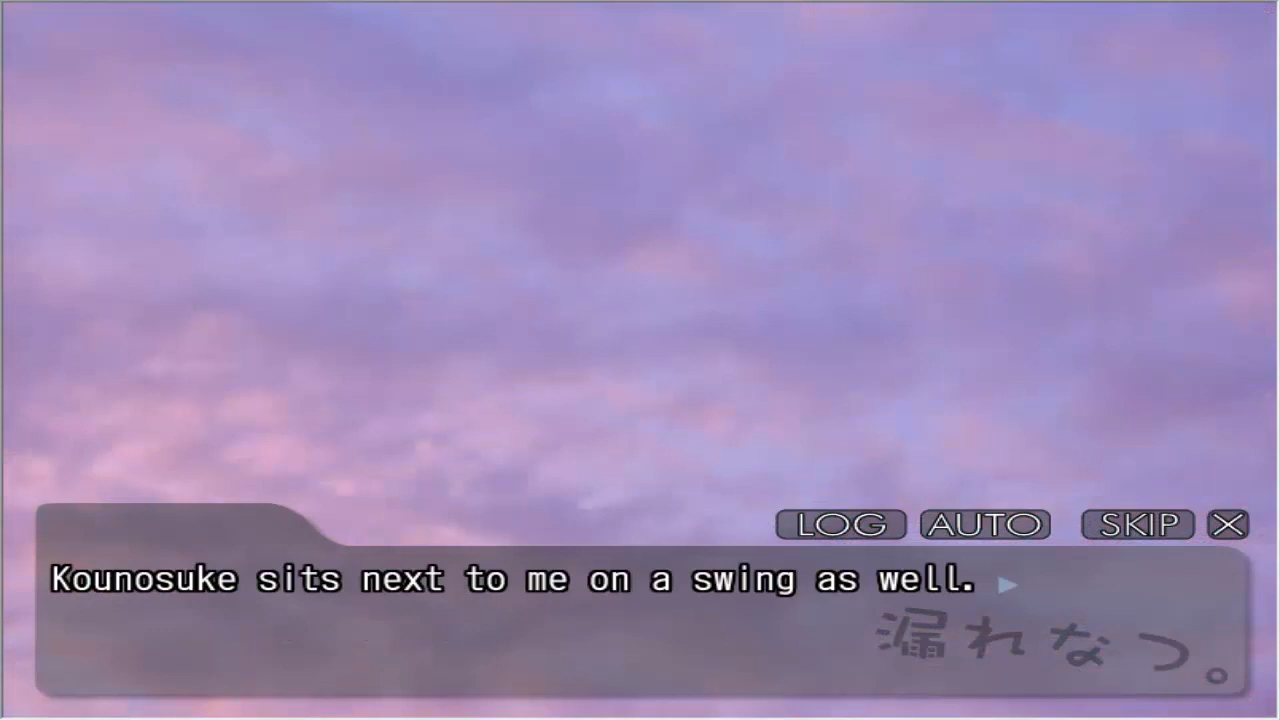 LOG AUTO SKIP X
Kounosuke sits next to me on a swing as well.
漏れなつ。